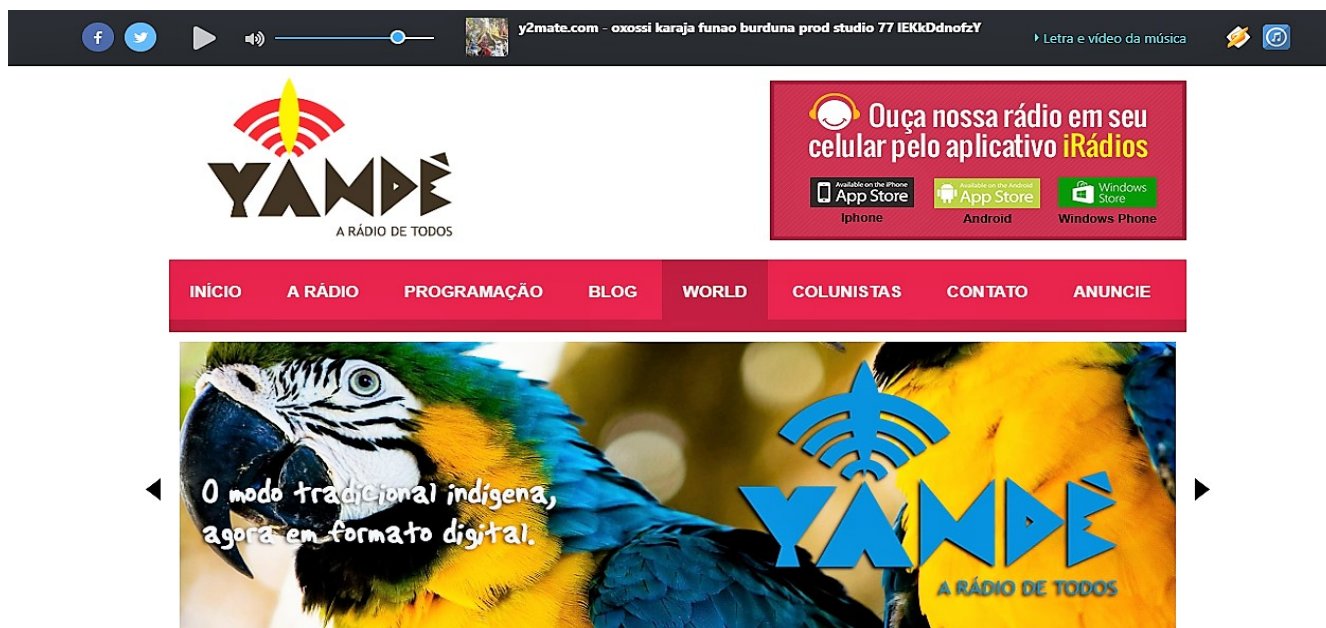 y2mate.com - oxossi karaja funao burduna prod studio 77 IEKkDdnofzY
Letra e vídeo da música
YANDÊ
A RÁDIO DE TODOS
Ouça nossa rádio em seu
celular pelo aplicativo iRádios
Available on the iPhone
App Store
Iphone
Available on the Android
App Store
Android
Windows
Store
Windows Phone
INÍCIO A RÁDIO PROGRAMAÇÃO BLOG WORLD COLUNISTAS CONTATO ANUNCIE
O modo tradicional indígena,
agora em formato digital.
YANDÈ
A RÁDIO DE TODOS